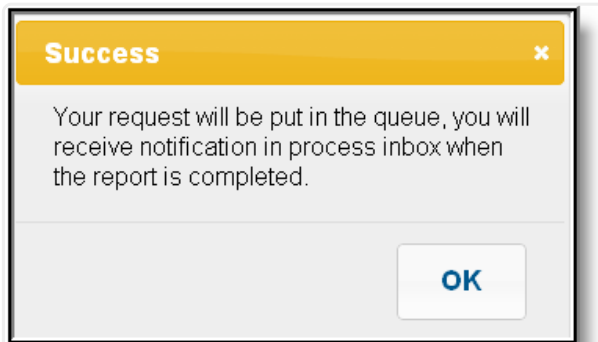 Success ×
Your request will be put in the queue, you will
receive notification in process inbox when
the report is completed.
OK